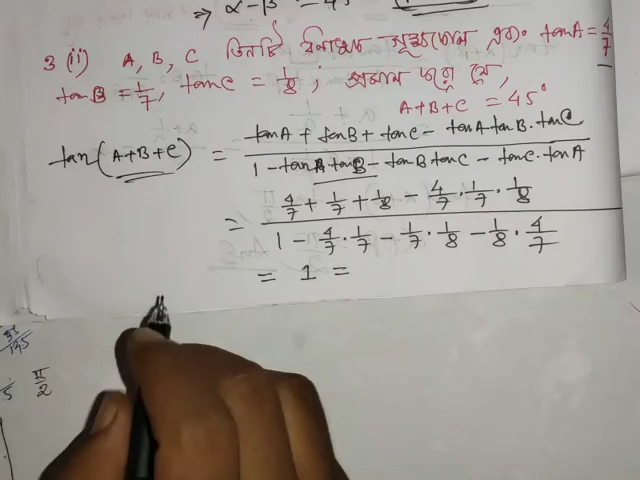 ⇒ α - β = 45
3 (ii) A, B, C তিনটি ধনাত্মক সূক্ষ্মকোণ এবং tanA = 4/7
tanB = 1/7, tanC = 1/8; প্রমাণ করো যে,
A+B+C = 45°
tan(A+B+C) = (tanA + tanB + tanC - tanA tanB. tanC)/(1 - tanA tanB - tanB tanC - tanC. tanA)
= (4/7 + 1/7 + 1/8 - 4/7 · 1/7 · 1/8)/(1 - 4/7 · 1/7 - 1/7 · 1/8 - 1/8 · 4/7)
= 1 =
π/2